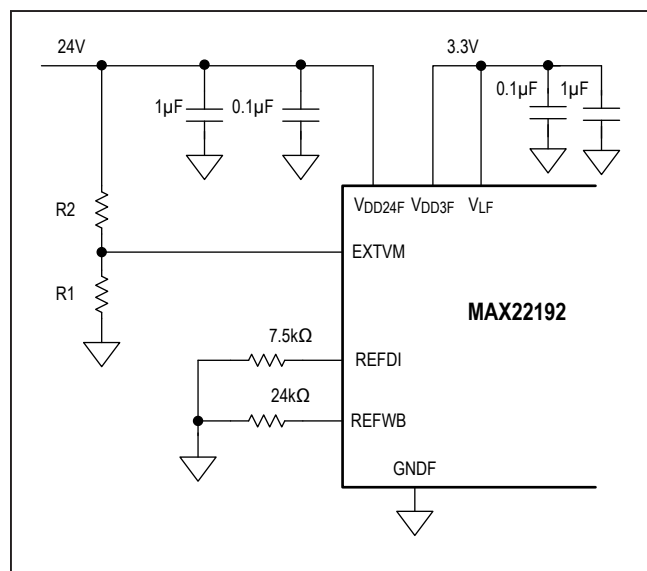 24V
3.3V
1µF
0.1µF
0.1µF
1µF
R2
VDD24F
VDD3F
VLF
EXTVM
R1
MAX22192
7.5kΩ
REFDI
24kΩ
REFWB
GNDF